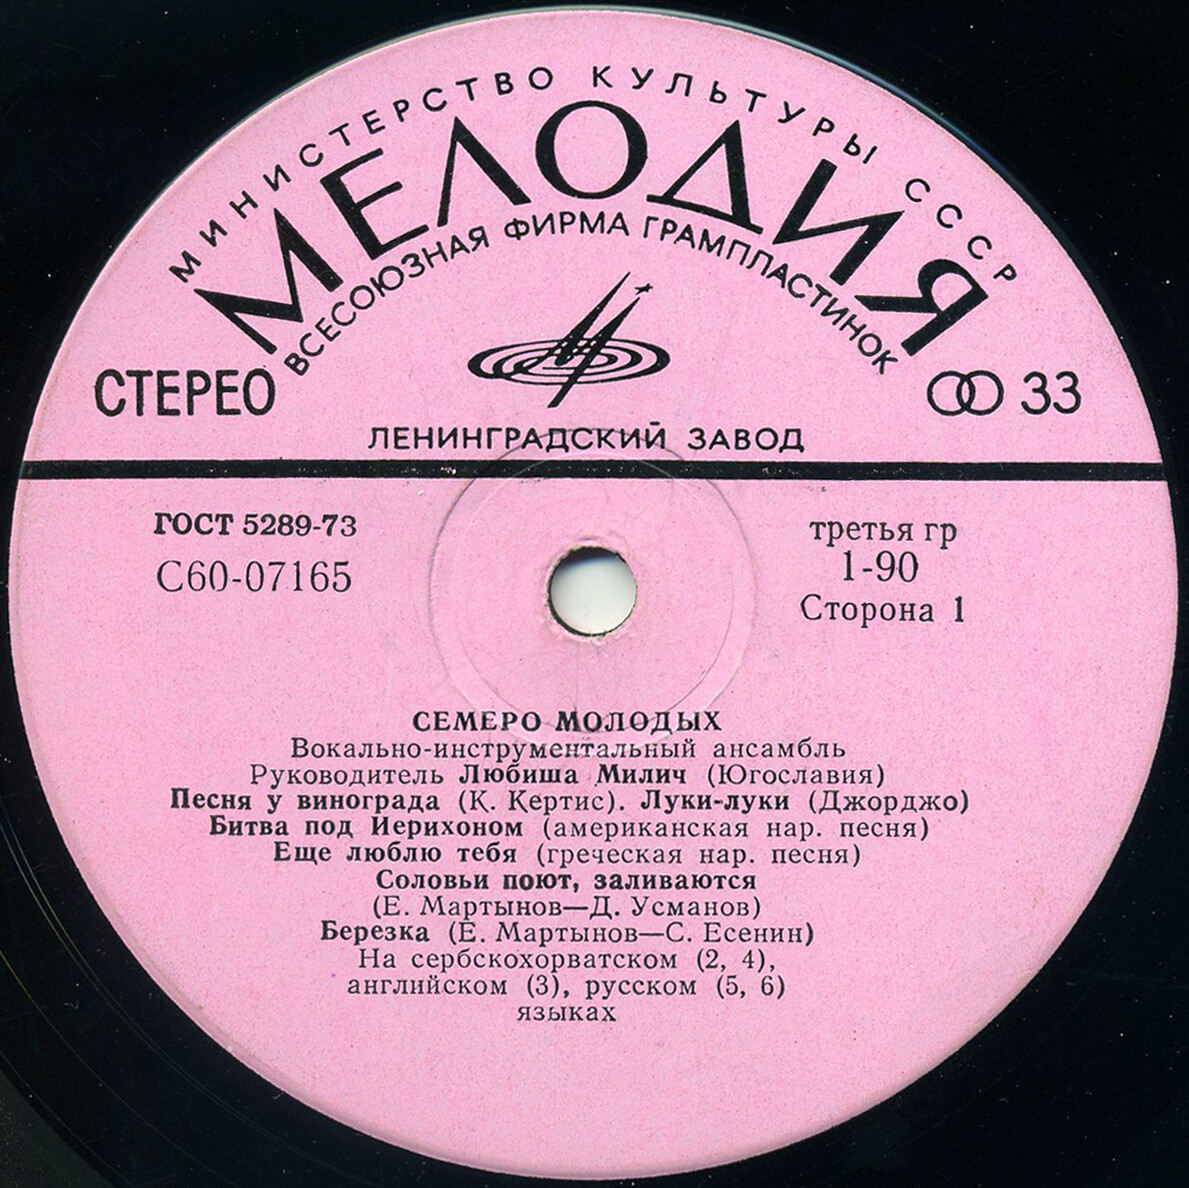 МИНИСТЕРСТВО КУЛЬТУРЫ СССР
МЕЛОДИЯ
ВСЕСОЮЗНАЯ ФИРМА ГРАМПЛАСТИНОК
СТЕРЕО
33
ЛЕНИНГРАДСКИЙ ЗАВОД
ГОСТ 5289-73
С60-07165
третья гр
1-90
Сторона 1
СЕМЕРО МОЛОДЫХ
Вокально-инструментальный ансамбль
Руководитель Любиша Милич (Югославия)
Песня у винограда (К. Кертис). Луки-луки (Джорджо)
Битва под Иерихоном (американская нар. песня)
Еще люблю тебя (греческая нар. песня)
Соловьи поют, заливаются
(Е. Мартынов—Д. Усманов)
Березка (Е. Мартынов—С. Есенин)
На сербскохорватском (2, 4),
английском (3), русском (5, 6)
языках